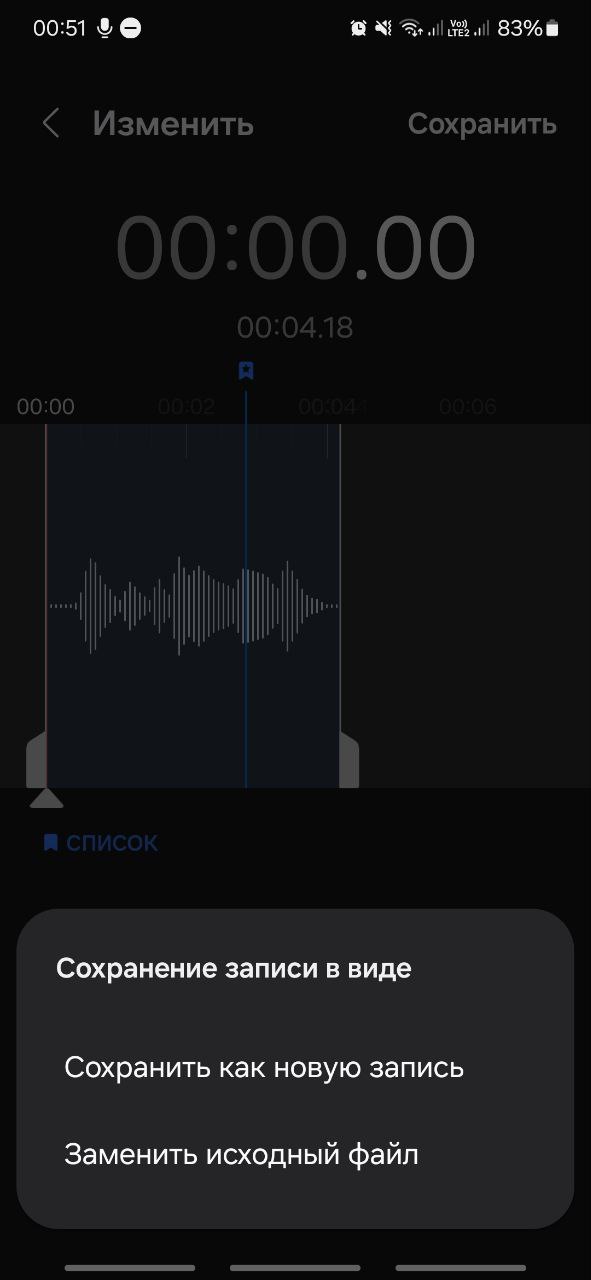 00:51 Vo)) LTE2 83%
Изменить Сохранить
00:00.00
00:04.18
00:00 00:02 00:04 00:06
СПИСОК
Сохранение записи в виде
Сохранить как новую запись
Заменить исходный файл